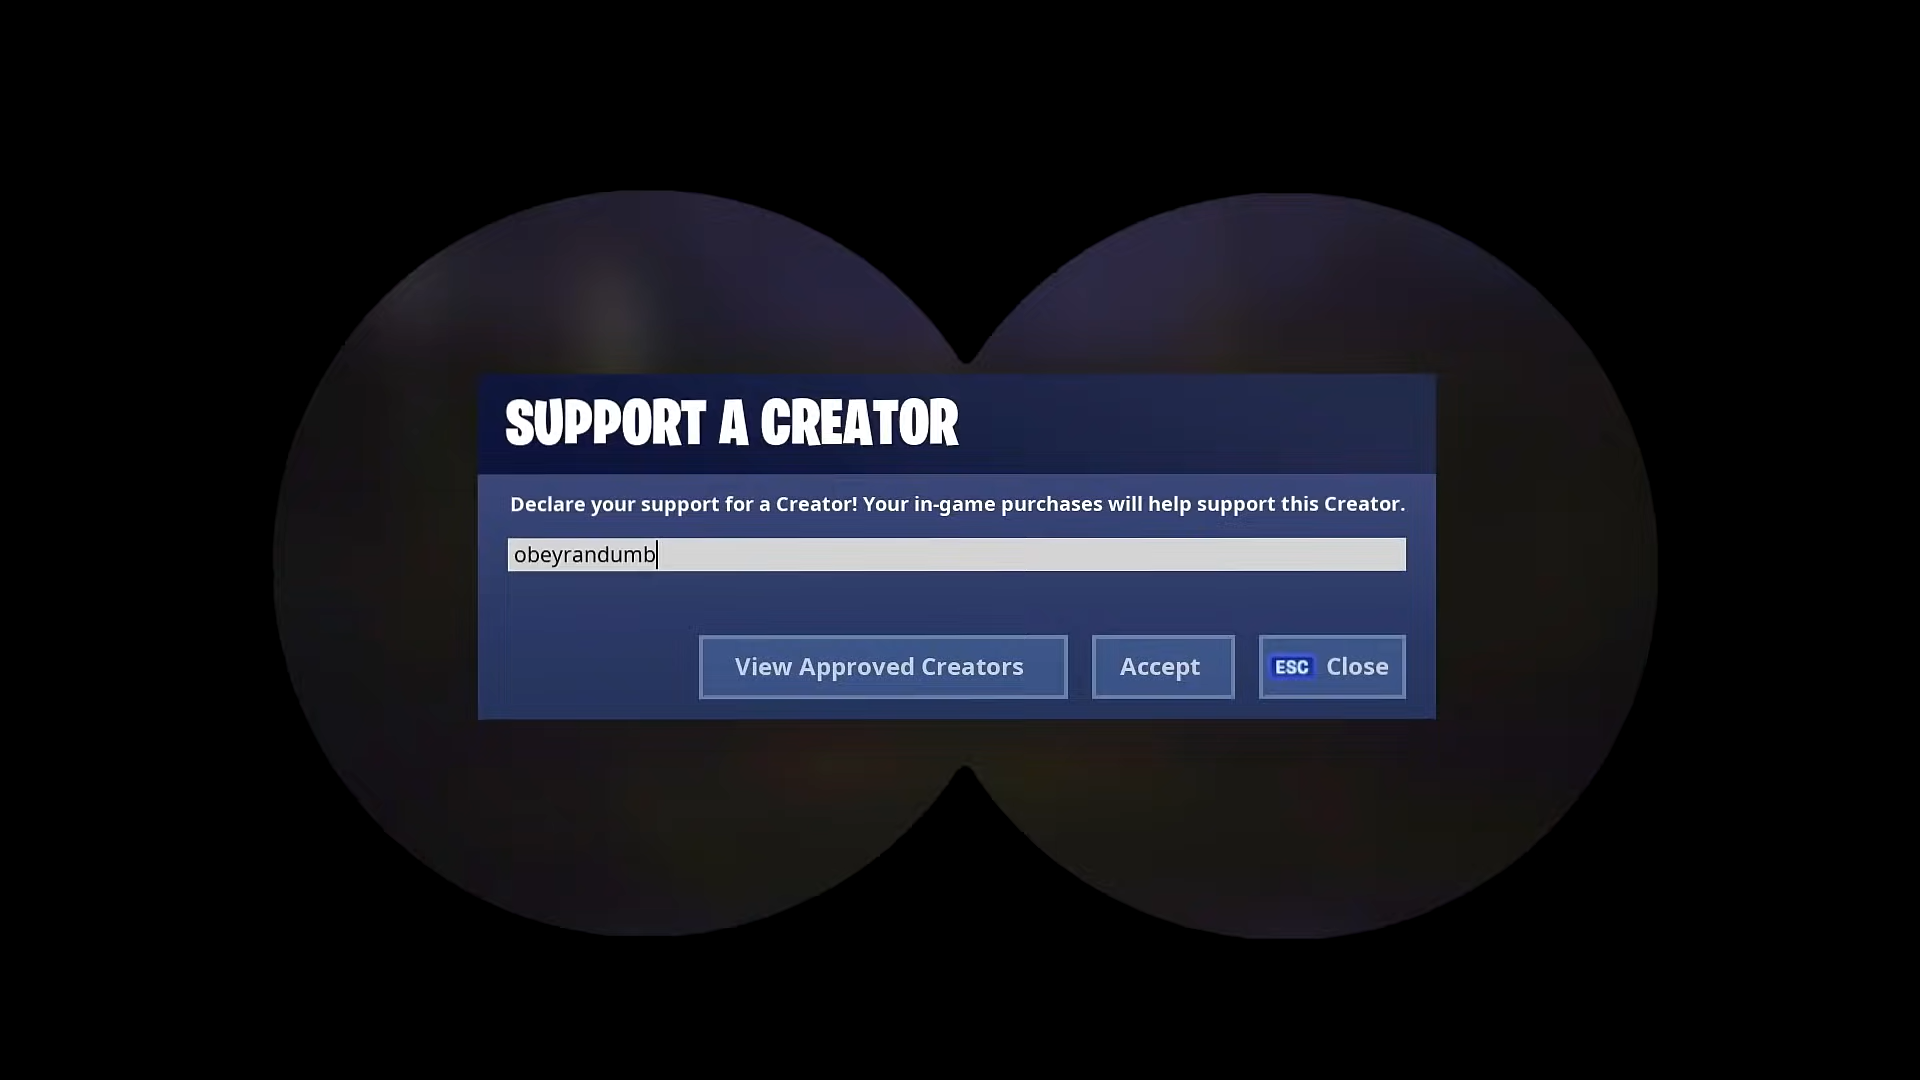 SUPPORT A CREATOR
Declare your support for a Creator! Your in-game purchases will help support this Creator.
obeyrandumb
View Approved Creators
Accept
ESC Close